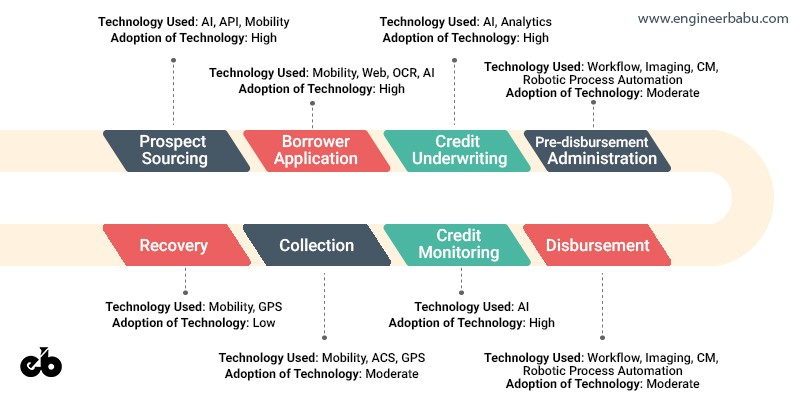 www.engineerbabu.com
Technology Used: AI, API, Mobility
Adoption of Technology: High
Technology Used: Mobility, Web, OCR, AI
Adoption of Technology: High
Technology Used: AI, Analytics
Adoption of Technology: High
Technology Used: Workflow, Imaging, CM,
Robotic Process Automation
Adoption of Technology: Moderate
Prospect
Sourcing
Borrower
Application
Credit
Underwriting
Pre-disbursement
Administration
Recovery
Collection
Credit
Monitoring
Disbursement
Technology Used: Mobility, GPS
Adoption of Technology: Low
Technology Used: Mobility, ACS, GPS
Adoption of Technology: Moderate
Technology Used: AI
Adoption of Technology: High
Technology Used: Workflow, Imaging, CM,
Robotic Process Automation
Adoption of Technology: Moderate
eb